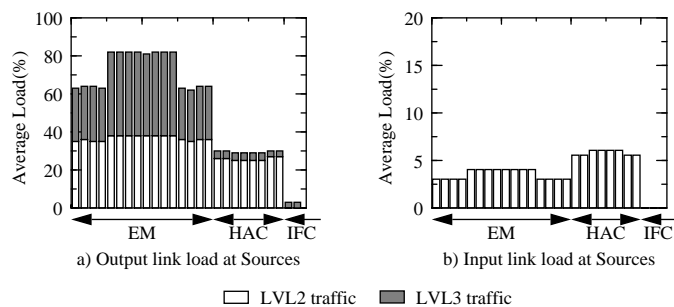 100
80
60
40
20
0
Average Load(%)
EM HAC IFC
a) Output link load at Sources
20
15
10
5
0
Average Load(%)
EM HAC IFC
b) Input link load at Sources
LVL2 traffic LVL3 traffic